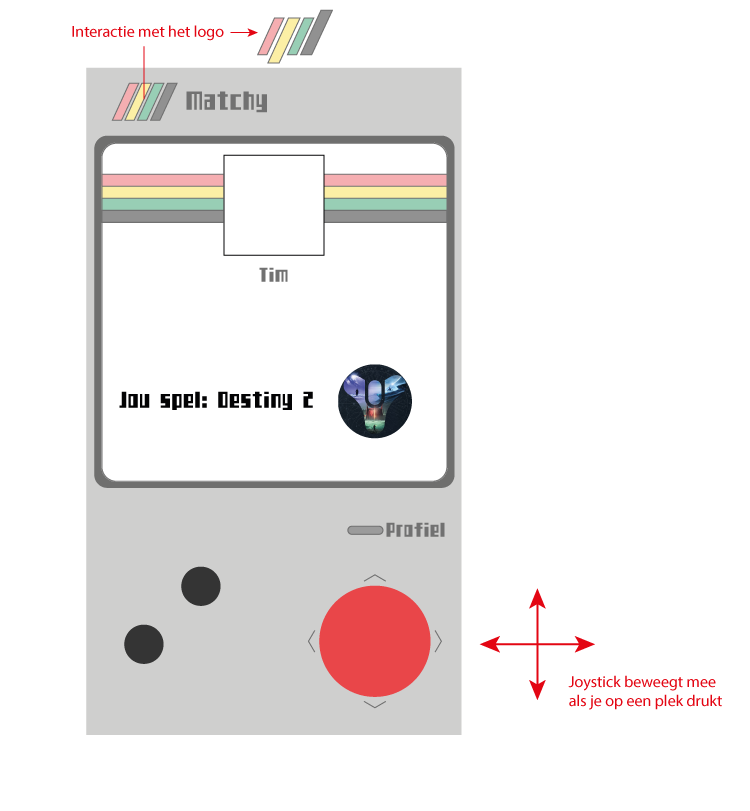 Interactie met het logo
Matchy
Tim
Jou spel: Destiny 2
Profiel
Joystick beweegt mee
als je op een plek drukt